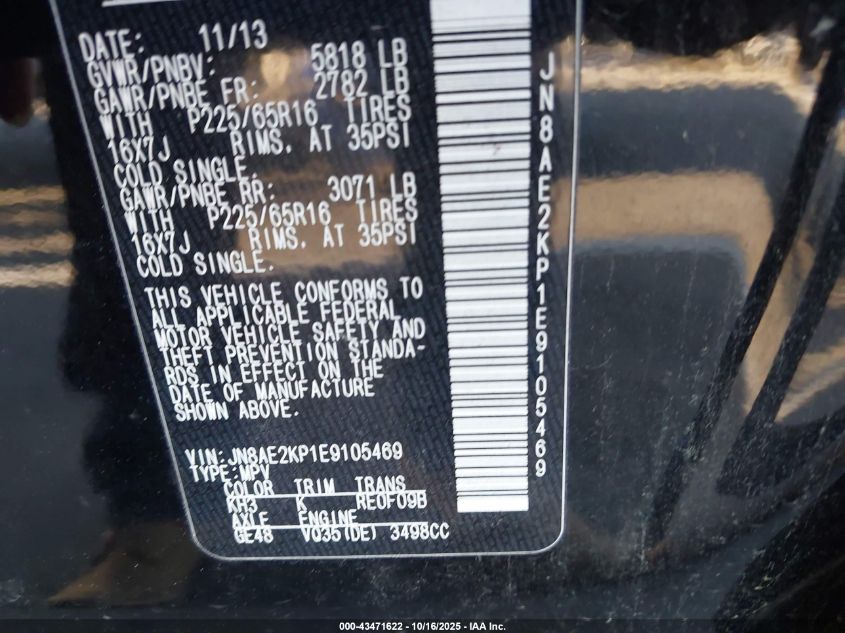 DATE: 11/13
GVWR/PNBV: 5818 LB
GAWR/PNBE FR: 2782 LB
WITH P225/65R16 TIRES
16X7J RIMS, AT 35PSI
COLD SINGLE.
GAWR/PNBE RR: 3071 LB
WITH P225/65R16 TIRES
16X7J RIMS, AT 35PSI
COLD SINGLE.
THIS VEHICLE CONFORMS TO
ALL APPLICABLE FEDERAL
MOTOR VEHICLE SAFETY AND
THEFT PREVENTION STANDA-
RDS IN EFFECT ON THE
DATE OF MANUFACTURE
SHOWN ABOVE.
VIN:JN8AE2KP1E9105469
TYPE:MPV
COLOR TRIM TRANS
KH3 K RE0F09B
AXLE ENGINE
GE48 VQ35(DE) 3498CC
JN8AE2KP1E9105469
000-43471622 - 10/16/2025 - IAA Inc.